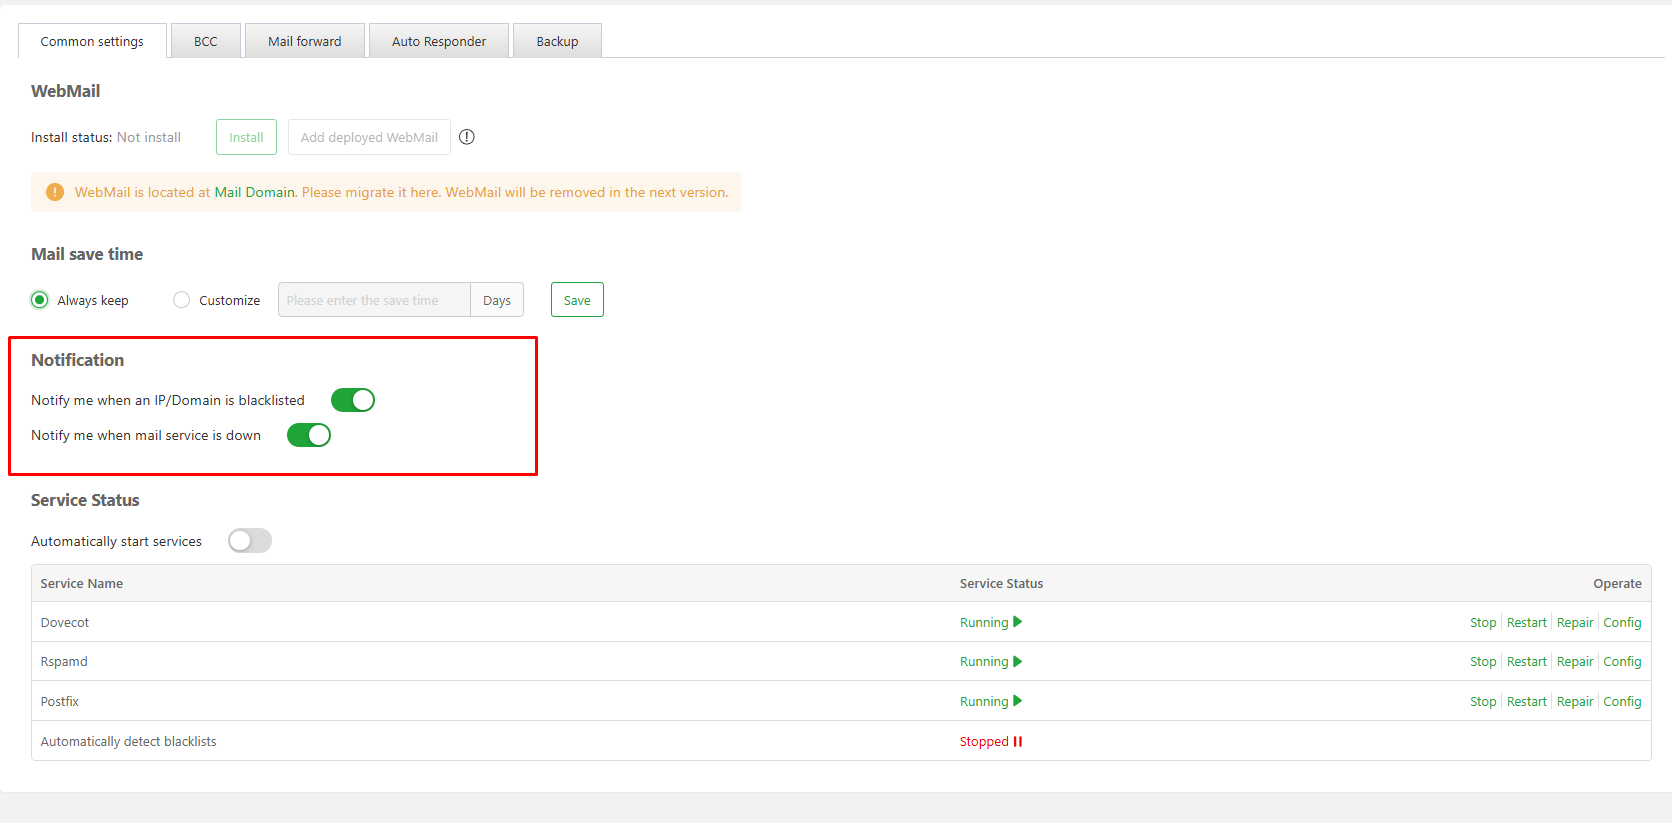 Common settings BCC Mail forward Auto Responder Backup
WebMail
Install status: Not install Install Add deployed WebMail
WebMail is located at Mail Domain. Please migrate it here. WebMail will be removed in the next version.
Mail save time
Always keep Customize Please enter the save time Days Save
Notification
Notify me when an IP/Domain is blacklisted
Notify me when mail service is down
Service Status
Automatically start services
Service Name Service Status Operate
Dovecot Running Stop Restart Repair Config
Rspamd Running Stop Restart Repair Config
Postfix Running Stop Restart Repair Config
Automatically detect blacklists Stopped